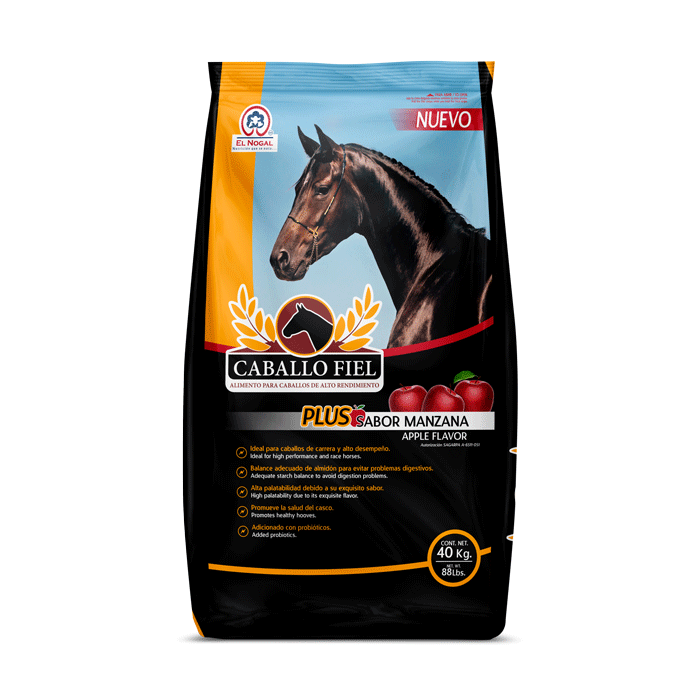 NUEVO
EL NOGAL
CABALLO FIEL
ALIMENTO PARA CABALLOS DE ALTO RENDIMIENTO
PLUS SABOR MANZANA
APPLE FLAVOR
Ideal para caballos de carrera y alto desempeño.
Ideal for high performance and race horses.
Balance adecuado de almidón para evitar problemas digestivos.
Adequate starch balance to avoid digestion problems.
Alta palatabilidad debido a su exquisito sabor.
High palatability due to its exquisite flavor.
Promueve la salud del casco.
Promotes healthy hooves.
Adicionado con probióticos.
Added probiotics.
CONT. NET.
40 Kg.
NET. WT.
88Lbs.